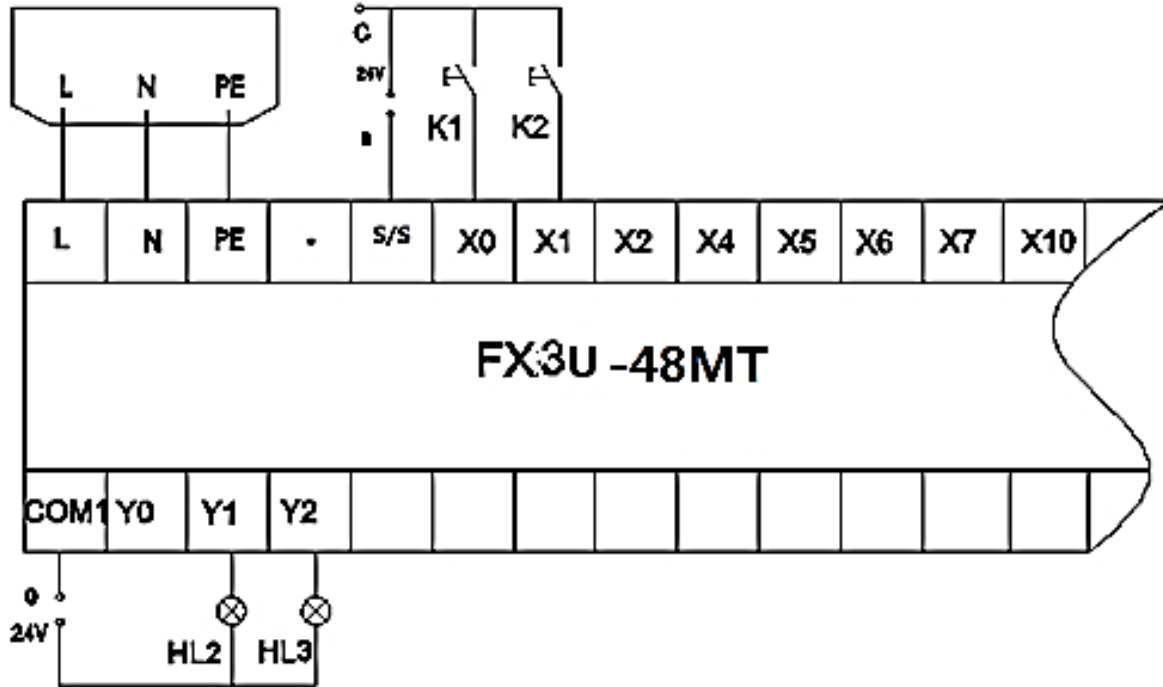 L N PE
C
24V
K1 K2
L N PE · S/S X0 X1 X2 X4 X5 X6 X7 X10
FX3U -48MT
COM1 Y0 Y1 Y2
0
24V
HL2 HL3